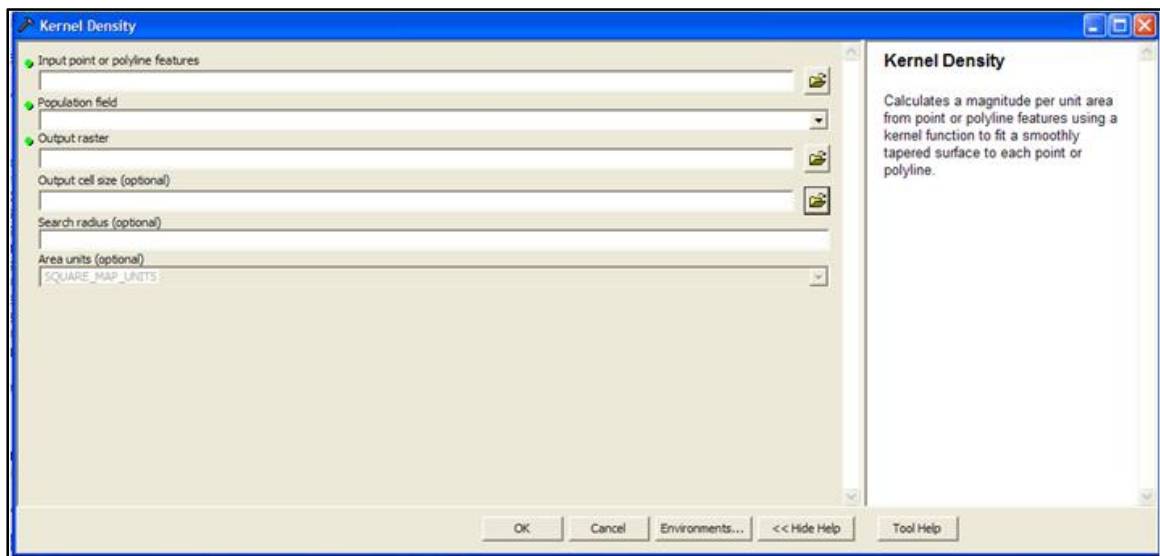 Kernel Density
Input point or polyline features
Population field
Output raster
Output cell size (optional)
Search radius (optional)
Area units (optional)
SQUARE_MAP_UNITS
Kernel Density
Calculates a magnitude per unit area
from point or polyline features using a
kernel function to fit a smoothly
tapered surface to each point or
polyline.
OK
Cancel
Environments...
<< Hide Help
Tool Help